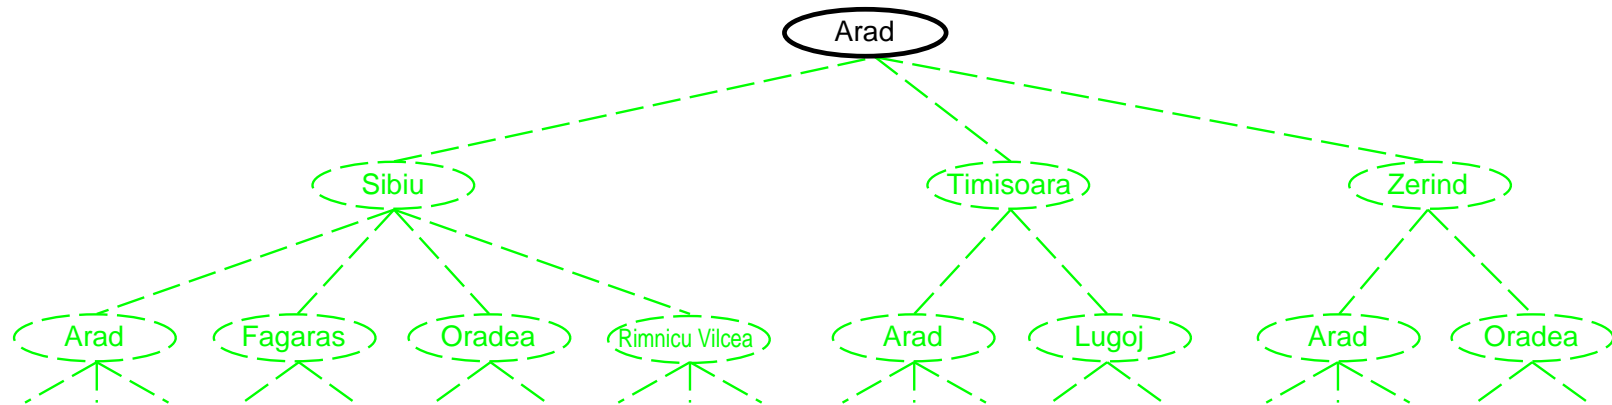 Arad
Sibiu
Timisoara
Zerind
Arad
Fagaras
Oradea
Rimnicu Vilcea
Arad
Lugoj
Arad
Oradea